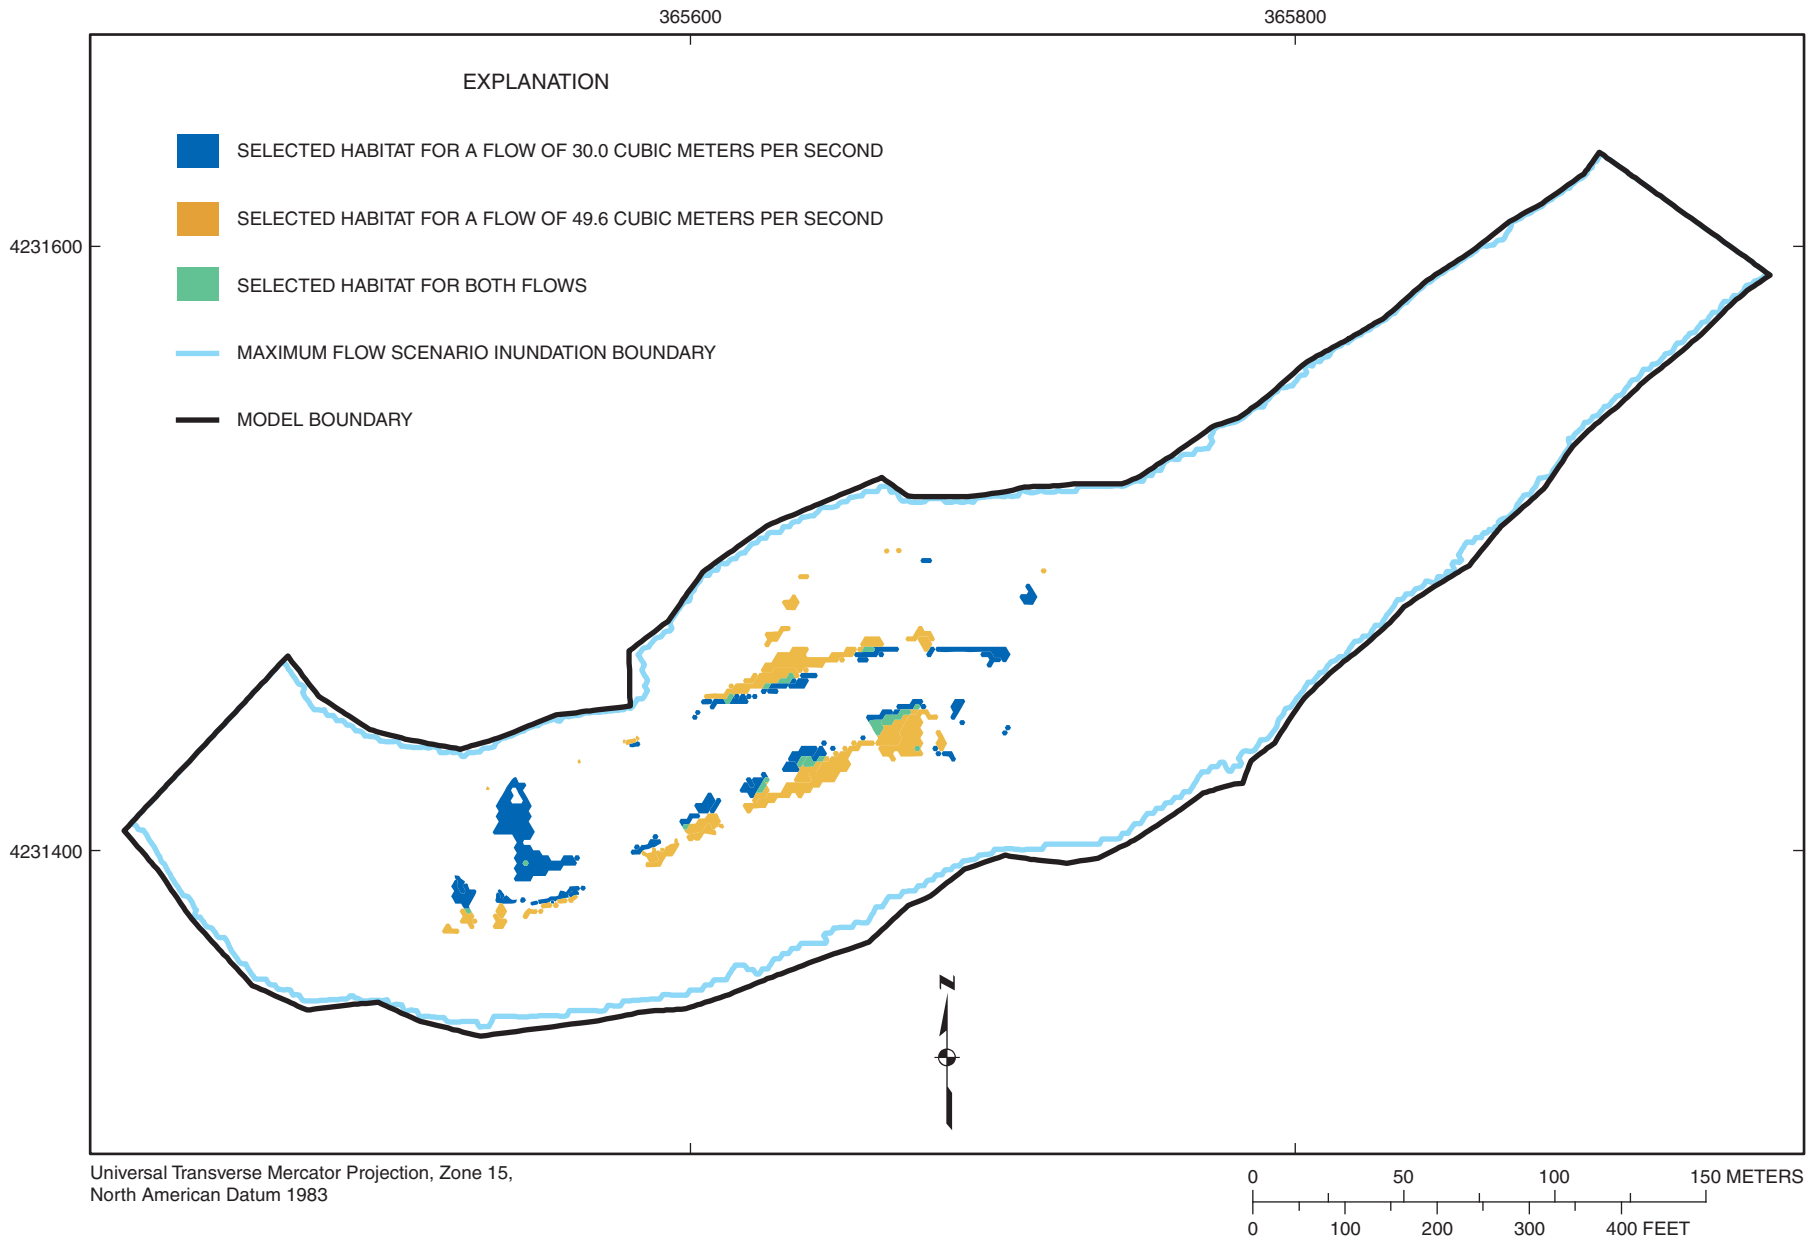 365600
365800
EXPLANATION
SELECTED HABITAT FOR A FLOW OF 30.0 CUBIC METERS PER SECOND
SELECTED HABITAT FOR A FLOW OF 49.6 CUBIC METERS PER SECOND
4231600
SELECTED HABITAT FOR BOTH FLOWS
MAXIMUM FLOW SCENARIO INUNDATION BOUNDARY
MODEL BOUNDARY
4231400
N
Universal Transverse Mercator Projection, Zone 15,
North American Datum 1983
0 50 100 150 METERS
0 100 200 300 400 FEET